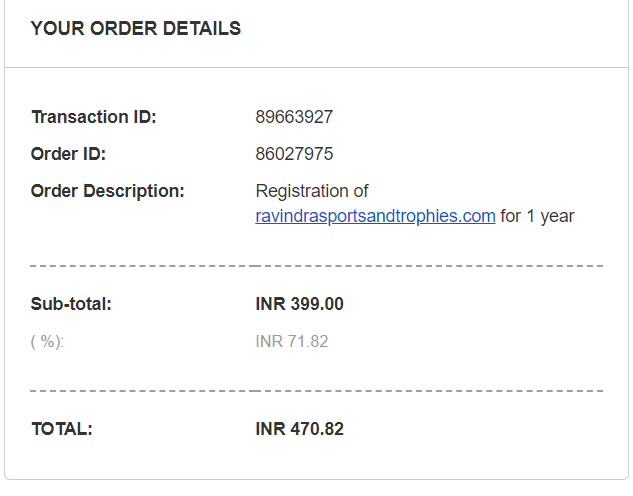 YOUR ORDER DETAILS
Transaction ID: 89663927
Order ID: 86027975
Order Description: Registration of
ravindrasportsandtrophies.com for 1 year
Sub-total: INR 399.00
( %): INR 71.82
TOTAL: INR 470.82